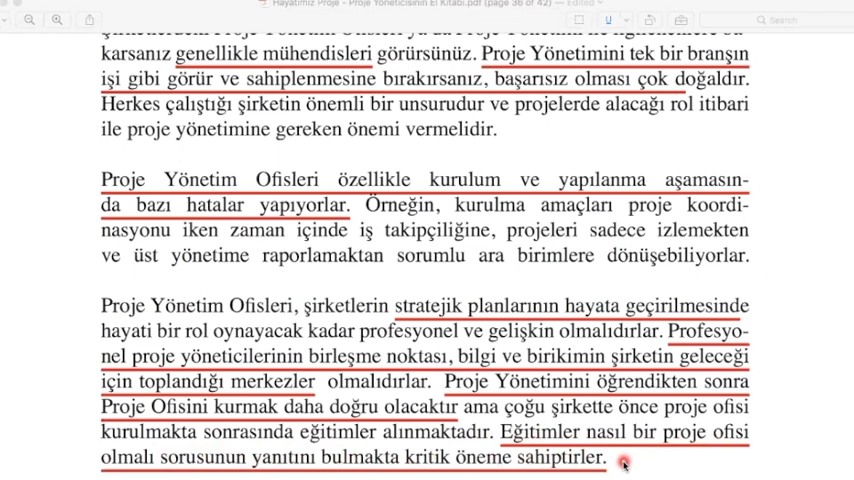 Hayatımız Proje - Proje Yöneticisinin El Kitabı.pdf (page 36 of 42) — Edited
Search
karsanız genellikle mühendisleri görürsünüz. Proje Yönetimini tek bir branşın
işi gibi görür ve sahiplenmesine bırakırsanız, başarısız olması çok doğaldır.
Herkes çalıştığı şirketin önemli bir unsurudur ve projelerde alacağı rol itibari
ile proje yönetimine gereken önemi vermelidir.
Proje Yönetim Ofisleri özellikle kurulum ve yapılanma aşamasın-
da bazı hatalar yapıyorlar. Örneğin, kurulma amaçları proje koordi-
nasyonu iken zaman içinde iş takipçiliğine, projeleri sadece izlemekten
ve üst yönetime raporlamaktan sorumlu ara birimlere dönüşebiliyorlar.
Proje Yönetim Ofisleri, şirketlerin stratejik planlarının hayata geçirilmesinde
hayati bir rol oynayacak kadar profesyonel ve gelişkin olmalıdırlar. Profesyo-
nel proje yöneticilerinin birleşme noktası, bilgi ve birikimin şirketin geleceği
için toplandığı merkezler olmalıdırlar. Proje Yönetimini öğrendikten sonra
Proje Ofisini kurmak daha doğru olacaktır ama çoğu şirkette önce proje ofisi
kurulmakta sonrasında eğitimler alınmaktadır. Eğitimler nasıl bir proje ofisi
olmalı sorusunun yanıtını bulmakta kritik öneme sahiptirler.